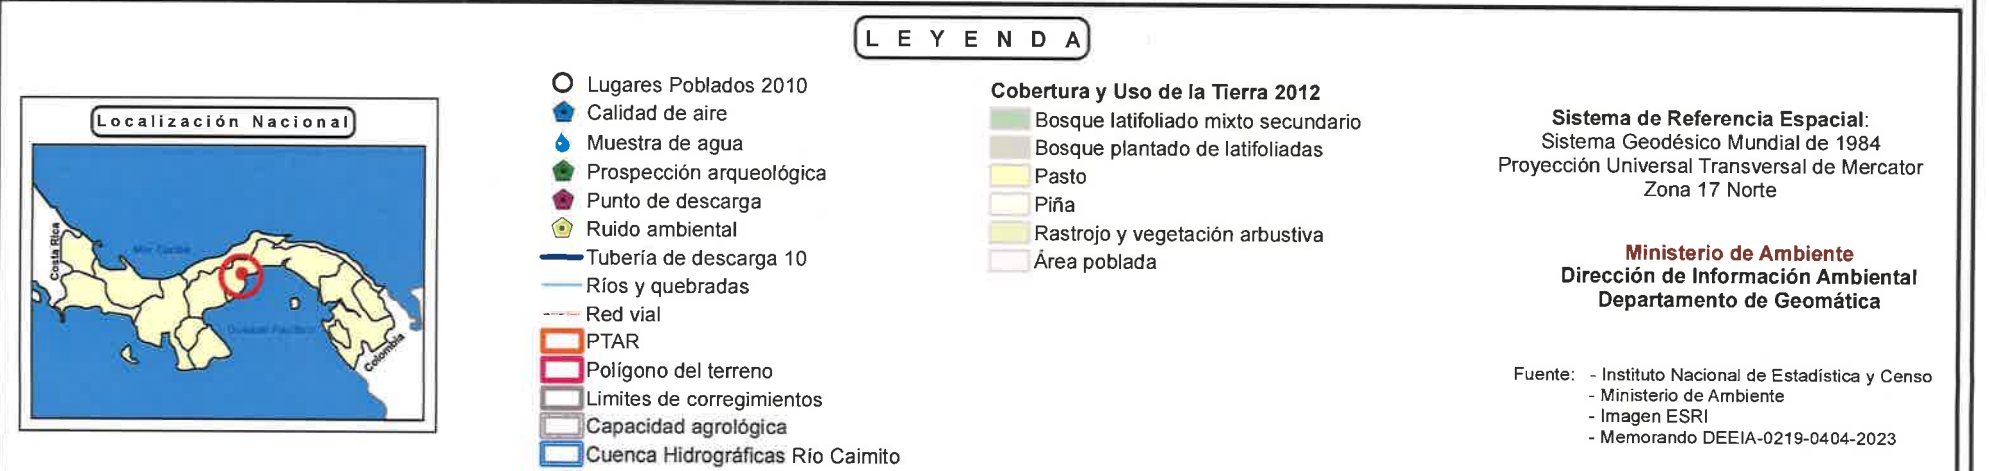 L E Y E N D A
Localización Nacional
Costa Rica
Mar Caribe
Océano Pacífico
Colombia
Lugares Poblados 2010
Calidad de aire
Muestra de agua
Prospección arqueológica
Punto de descarga
Ruido ambiental
Tubería de descarga 10
Ríos y quebradas
Red vial
PTAR
Polígono del terreno
Limites de corregimientos
Capacidad agrológica
Cuenca Hidrográficas Río Caimito
Cobertura y Uso de la Tierra 2012
Bosque latifoliado mixto secundario
Bosque plantado de latifoliadas
Pasto
Piña
Rastrojo y vegetación arbustiva
Área poblada
Sistema de Referencia Espacial:
Sistema Geodésico Mundial de 1984
Proyección Universal Transversal de Mercator
Zona 17 Norte
Ministerio de Ambiente
Dirección de Información Ambiental
Departamento de Geomática
Fuente: - Instituto Nacional de Estadística y Censo
- Ministerio de Ambiente
- Imagen ESRI
- Memorando DEEIA-0219-0404-2023